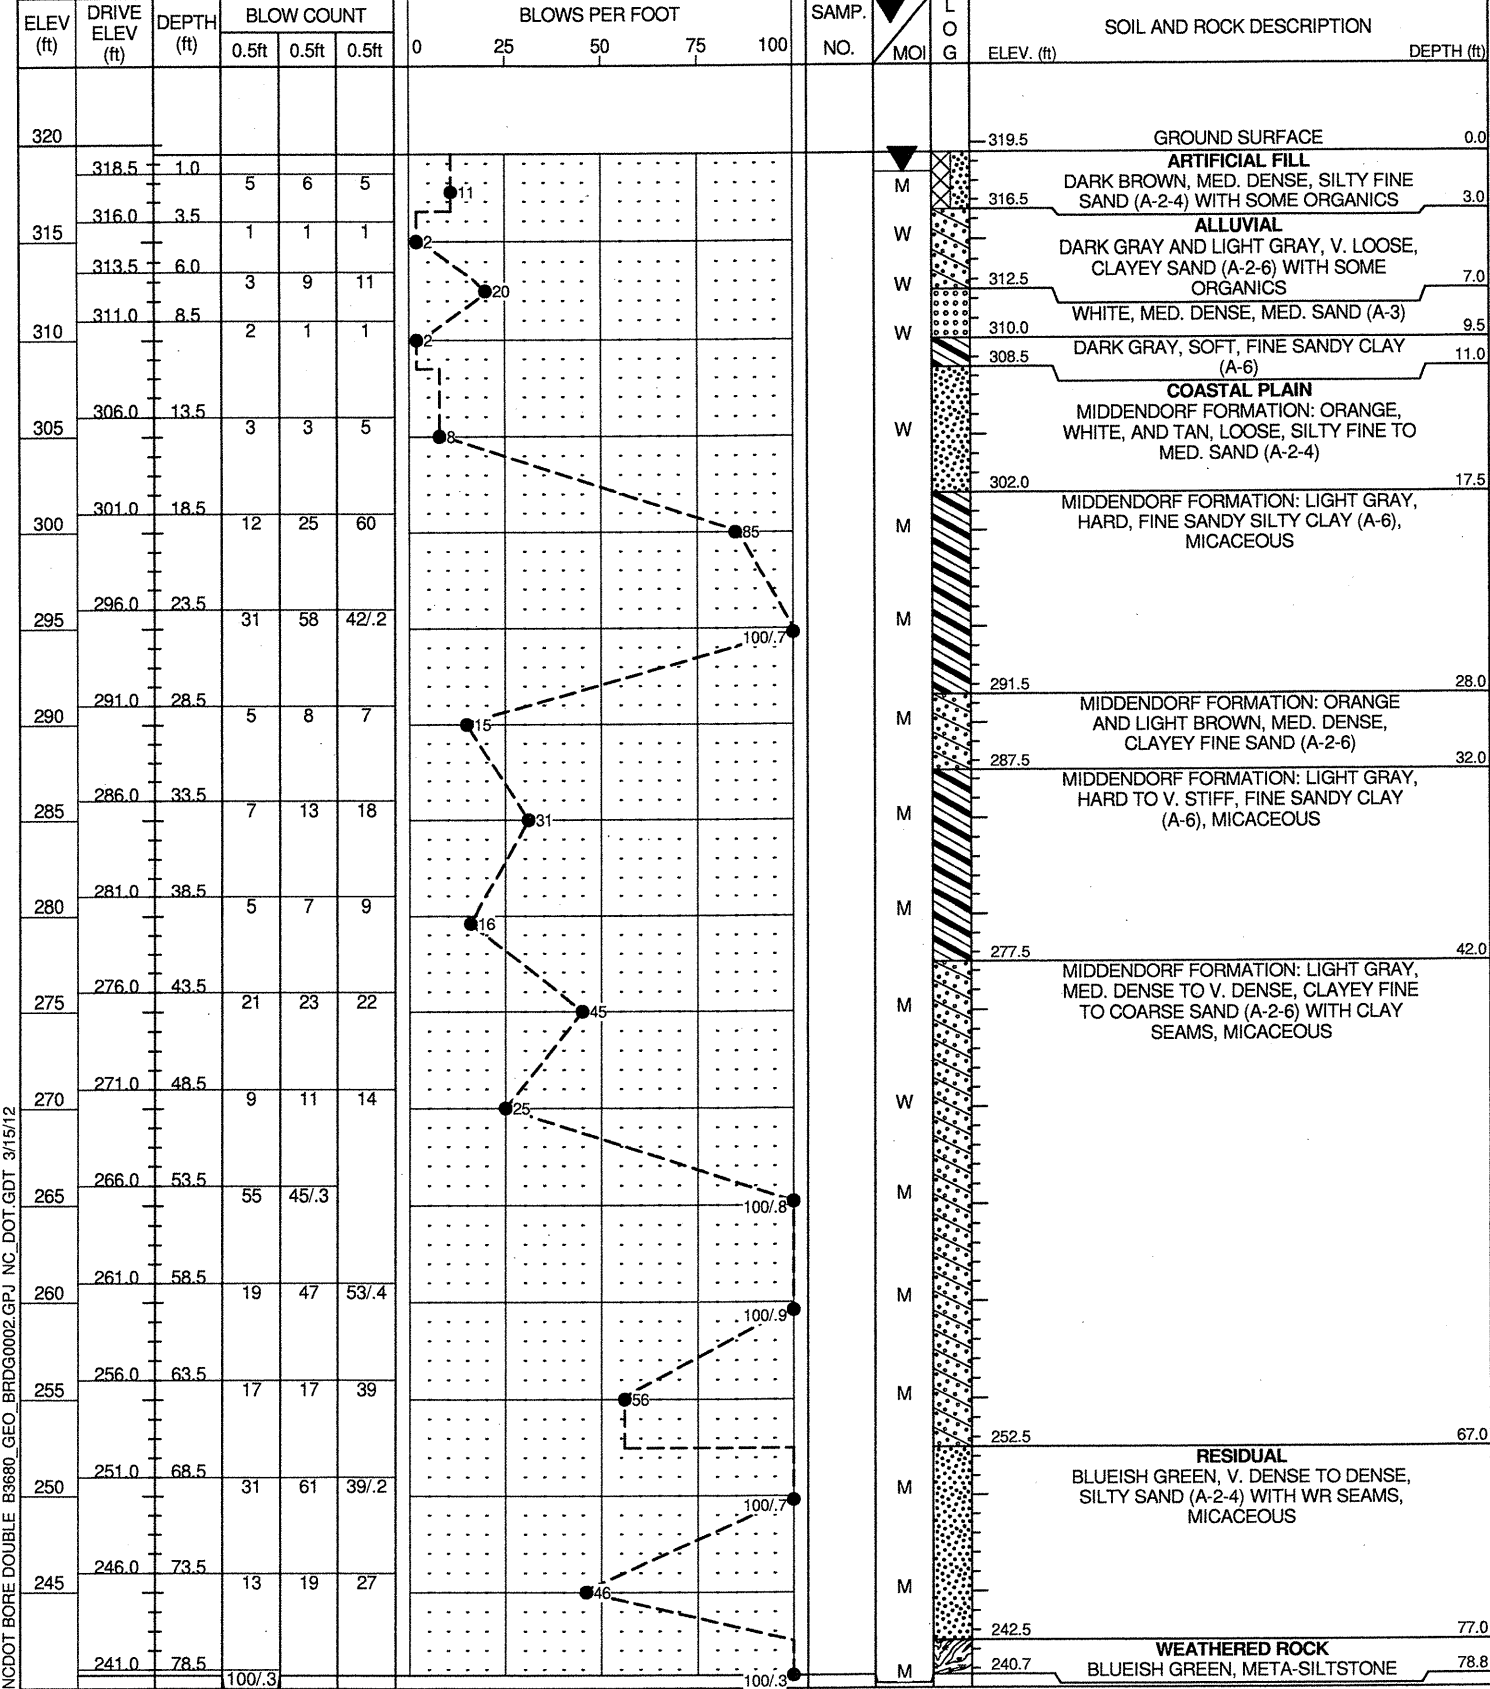 ELEV (ft) DRIVE ELEV (ft) DEPTH (ft) BLOW COUNT BLOWS PER FOOT SAMP. NO. MOI L O G SOIL AND ROCK DESCRIPTION
0.5ft 0.5ft 0.5ft 0 25 50 75 100 ELEV. (ft) DEPTH (ft)
320 319.5 GROUND SURFACE 0.0
318.5 1.0 5 6 5 11 M ARTIFICIAL FILL
DARK BROWN, MED. DENSE, SILTY FINE
316.5 SAND (A-2-4) WITH SOME ORGANICS 3.0
316.0 3.5 1 1 1 2 W ALLUVIAL
315 DARK GRAY AND LIGHT GRAY, V. LOOSE,
CLAYEY SAND (A-2-6) WITH SOME
313.5 6.0 3 9 11 20 W 312.5 ORGANICS 7.0
311.0 8.5 2 1 1 2 W WHITE, MED. DENSE, MED. SAND (A-3)
310 310.0 9.5
DARK GRAY, SOFT, FINE SANDY CLAY
308.5 (A-6) 11.0
COASTAL PLAIN
306.0 13.5 3 3 5 8 W MIDDENDORF FORMATION: ORANGE,
305 WHITE, AND TAN, LOOSE, SILTY FINE TO
MED. SAND (A-2-4)
302.0 17.5
301.0 18.5 12 25 60 85 M MIDDENDORF FORMATION: LIGHT GRAY,
300 HARD, FINE SANDY SILTY CLAY (A-6),
MICACEOUS
296.0 23.5 31 58 42/.2 100/.7 M
295
291.5 28.0
291.0 28.5 5 8 7 15 M MIDDENDORF FORMATION: ORANGE
290 AND LIGHT BROWN, MED. DENSE,
CLAYEY FINE SAND (A-2-6)
287.5 32.0
286.0 33.5 7 13 18 31 M MIDDENDORF FORMATION: LIGHT GRAY,
285 HARD TO V. STIFF, FINE SANDY CLAY
(A-6), MICACEOUS
281.0 38.5 5 7 9 16 M
280
277.5 42.0
276.0 43.5 21 23 22 45 M MIDDENDORF FORMATION: LIGHT GRAY,
275 MED. DENSE TO V. DENSE, CLAYEY FINE
TO COARSE SAND (A-2-6) WITH CLAY
SEAMS, MICACEOUS
271.0 48.5 9 11 14 25 W
270
266.0 53.5 55 45/.3 100/.8 M
265
261.0 58.5 19 47 53/.4 100/.9 M
260
256.0 63.5 17 17 39 56 M
255
252.5 67.0
RESIDUAL
251.0 68.5 31 61 39/.2 100/.7 M BLUEISH GREEN, V. DENSE TO DENSE,
250 SILTY SAND (A-2-4) WITH WR SEAMS,
MICACEOUS
246.0 73.5 13 19 27 46 M
245
242.5 77.0
WEATHERED ROCK
241.0 78.5 100/.3 100/.3 M 240.7 BLUEISH GREEN, META-SILTSTONE 78.8
NCDOT BORE DOUBLE B3680_GEO_BRDG0002.GPJ NC_DOT.GDT 3/15/12